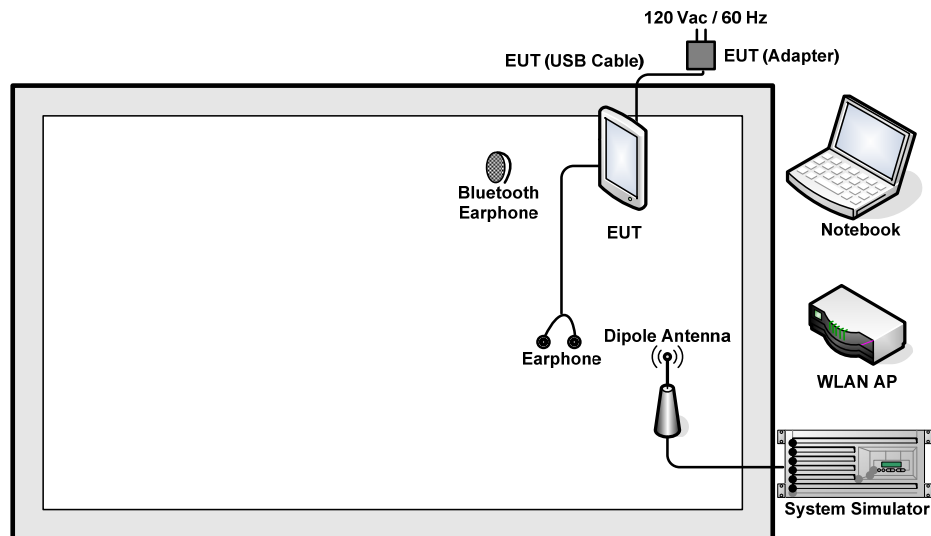 120 Vac / 60 Hz
EUT (USB Cable)
EUT (Adapter)
Bluetooth
Earphone
EUT
Notebook
Earphone
Dipole Antenna
WLAN AP
System Simulator